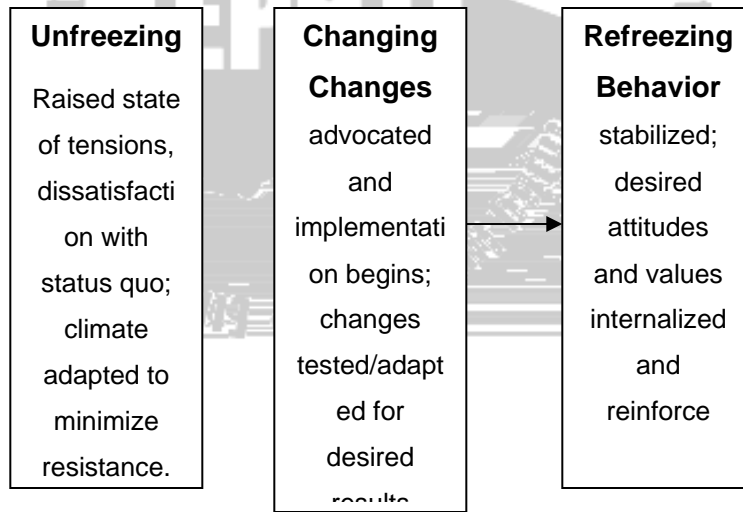 Unfreezing
Raised state
of tensions,
dissatisfacti
on with
status quo;
climate
adapted to
minimize
resistance.
Changing
Changes
advocated
and
implementati
on begins;
changes
tested/adapt
ed for
desired
results
Refreezing
Behavior
stabilized;
desired
attitudes
and values
internalized
and
reinforce